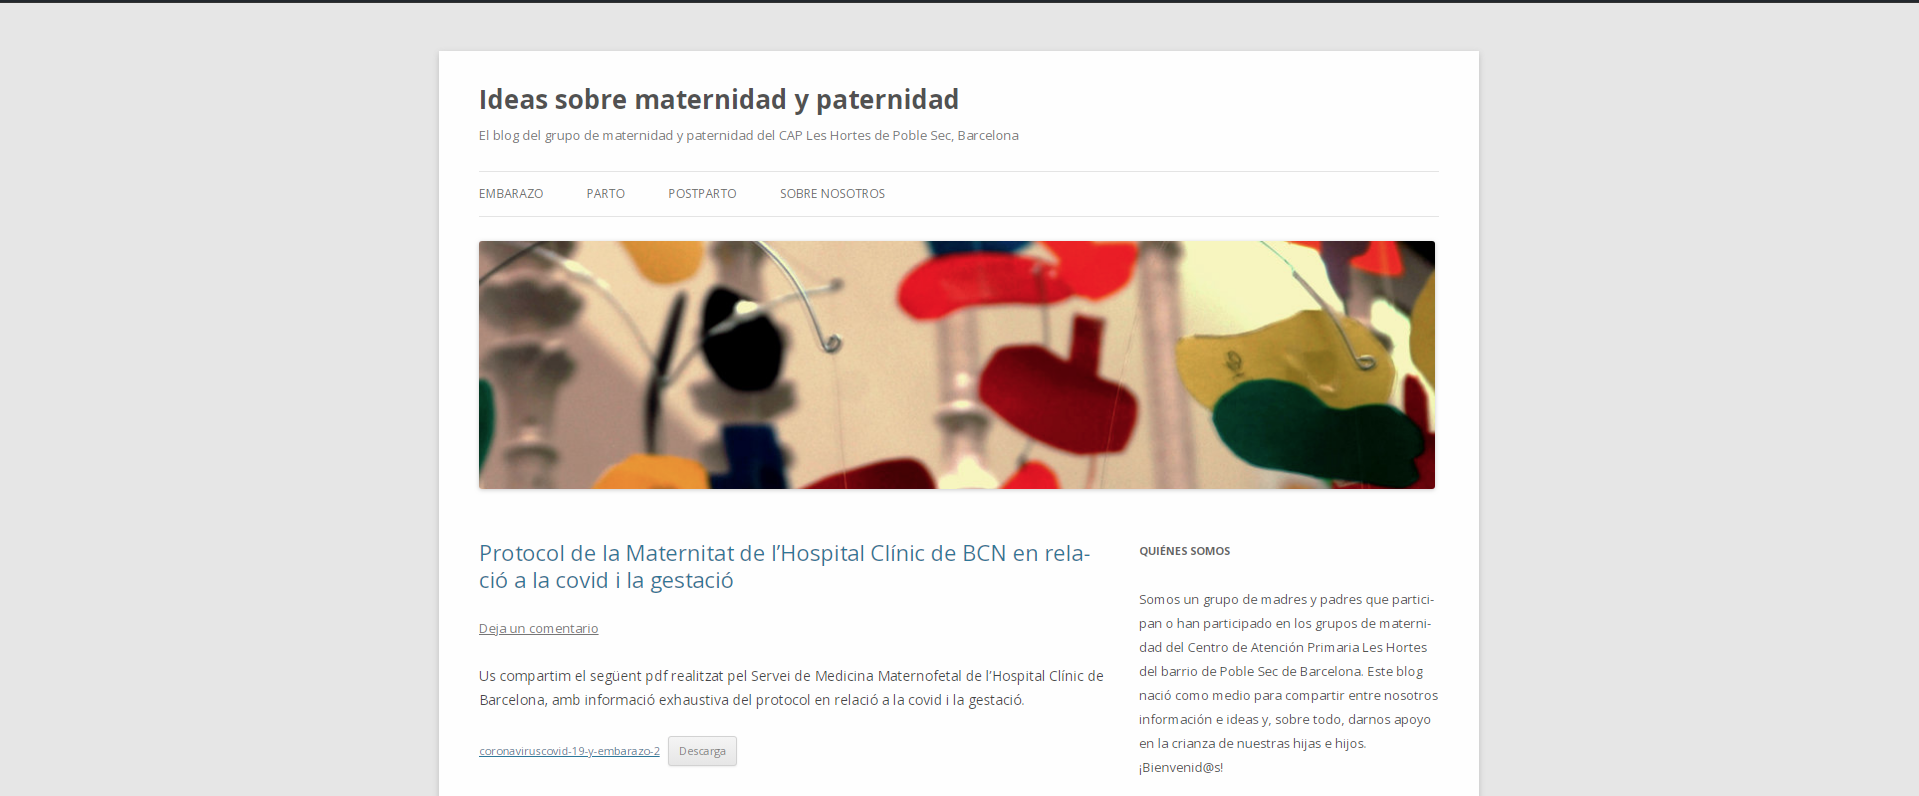 Ideas sobre maternidad y paternidad
El blog del grupo de maternidad y paternidad del CAP Les Hortes de Poble Sec, Barcelona
EMBARAZO PARTO POSTPARTO SOBRE NOSOTROS
Protocol de la Maternitat de l’Hospital Clínic de BCN en rela-
ció a la covid i la gestació
Deja un comentario
Us compartim el següent pdf realitzat pel Servei de Medicina Maternofetal de l’Hospital Clínic de
Barcelona, amb informació exhaustiva del protocol en relació a la covid i la gestació.
coronaviruscovid-19-y-embarazo-2 Descarga
QUIÉNES SOMOS
Somos un grupo de madres y padres que partici-
pan o han participado en los grupos de materni-
dad del Centro de Atención Primaria Les Hortes
del barrio de Poble Sec de Barcelona. Este blog
nació como medio para compartir entre nosotros
información e ideas y, sobre todo, darnos apoyo
en la crianza de nuestras hijas e hijos.
¡Bienvenid@s!